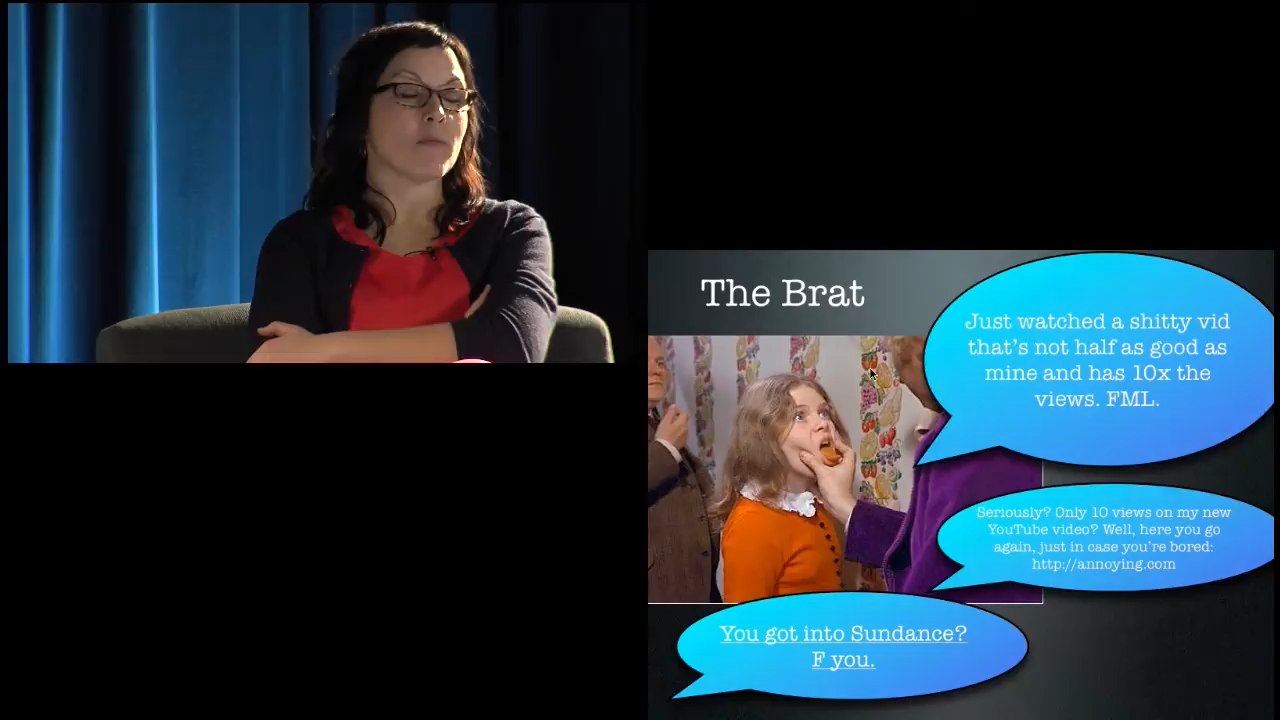 The Brat
Just watched a shitty vid
that's not half as good as
mine and has 10x the
views. FML.
Seriously? Only 10 views on my new
YouTube video? Well, here you go
again, just in case you're bored:
http://annoying.com
You got into Sundance?
F you.